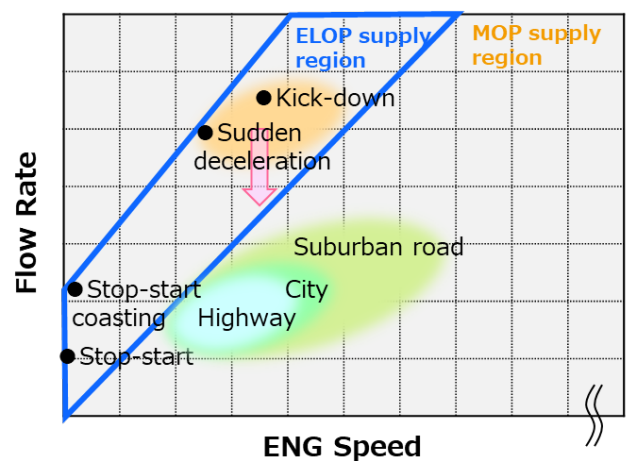 ELOP supply
region
MOP supply
region
Kick-down
Sudden
deceleration
Suburban road
Stop-start
coasting
City
Highway
Stop-start
Flow Rate
ENG Speed